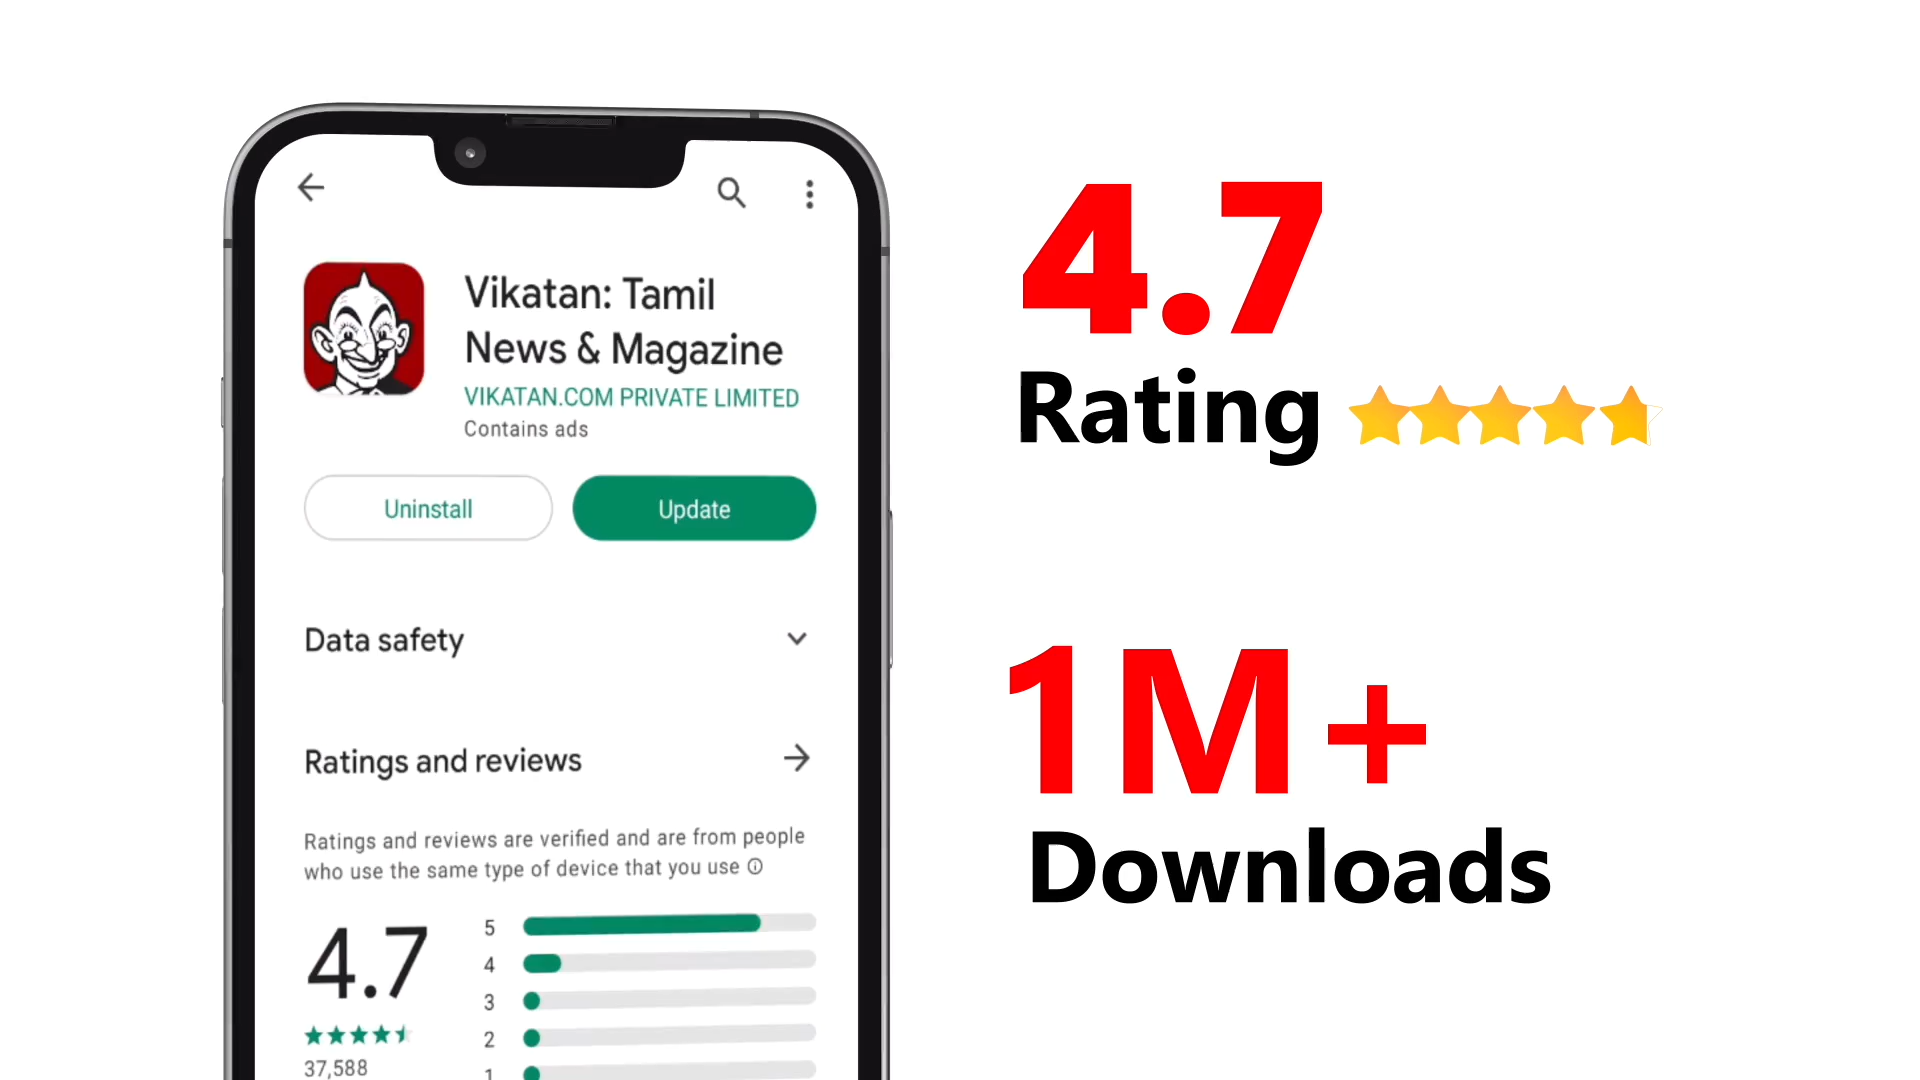 Vikatan: Tamil
News & Magazine
VIKATAN.COM PRIVATE LIMITED
Contains ads
Uninstall
Update
Data safety
Ratings and reviews
Ratings and reviews are verified and are from people
who use the same type of device that you use
4.7
37,588
5
4
3
2
1
4.7
Rating
1M+
Downloads